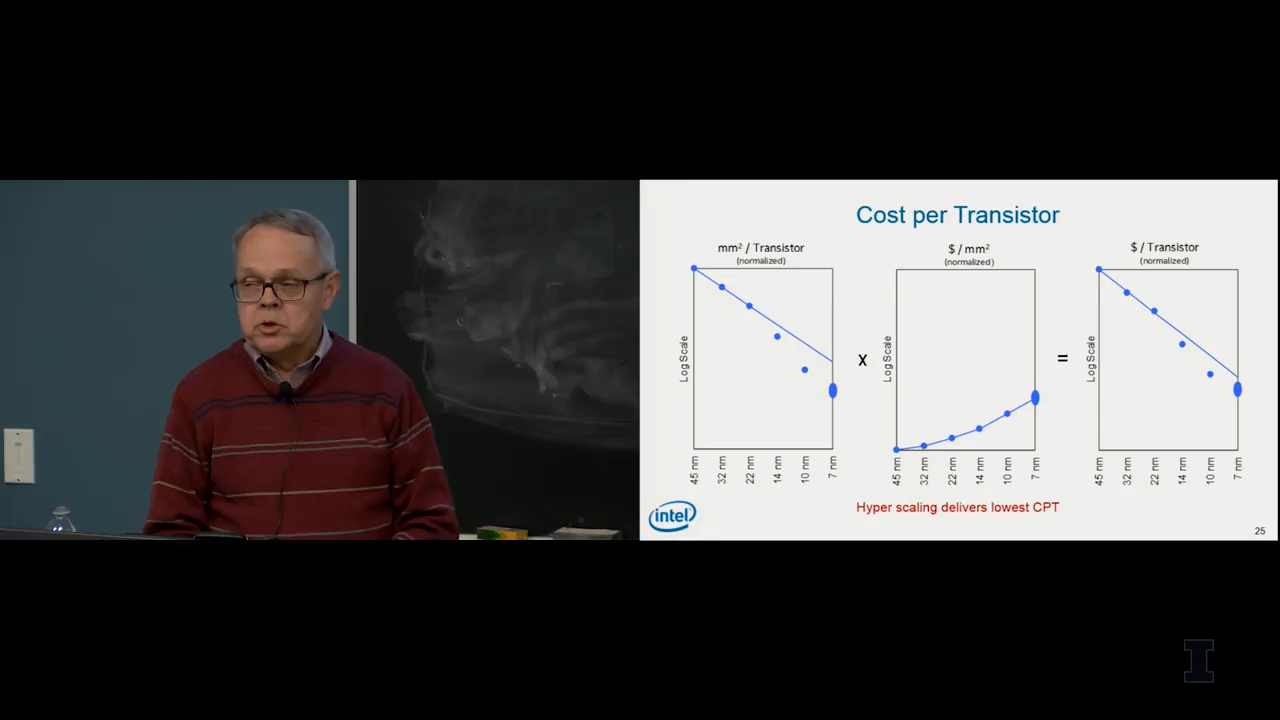 Cost per Transistor
mm² / Transistor
(normalized)
Log Scale
45 nm
32 nm
22 nm
14 nm
10 nm
7 nm
x
$ / mm²
(normalized)
Log Scale
45 nm
32 nm
22 nm
14 nm
10 nm
7 nm
=
$ / Transistor
(normalized)
Log Scale
45 nm
32 nm
22 nm
14 nm
10 nm
7 nm
intel
Hyper scaling delivers lowest CPT
25
I